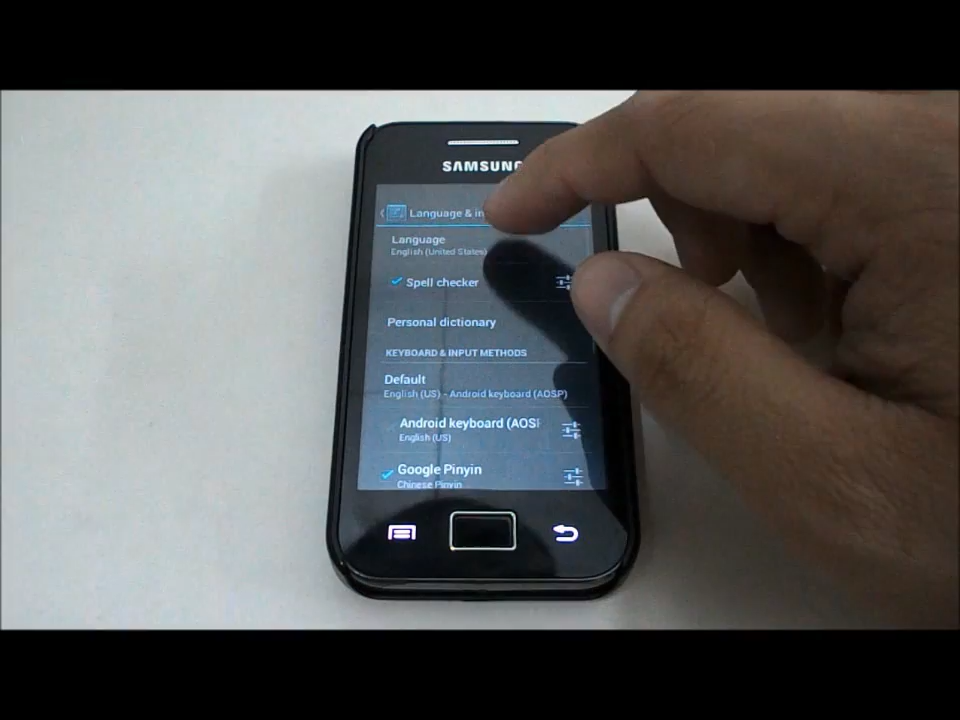 SAMSUNG
Language & in
Language
English (United States)
Spell checker
Personal dictionary
KEYBOARD & INPUT METHODS
Default
English (US) - Android keyboard (AOSP)
Android keyboard (AOSP
English (US)
Google Pinyin
Chinese Pinyin